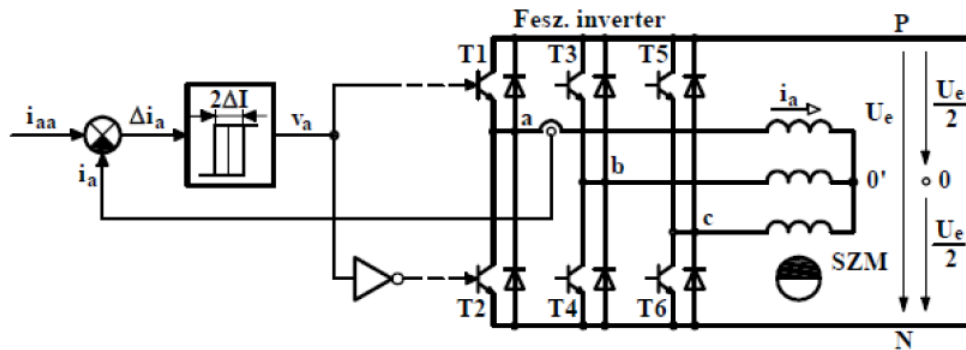 Fesz. inverter
P
T1
T3
T5
2ΔI
i_aa
Δi_a
v_a
i_a
a
i_a
U_e
U_e/2
b
0'
0
c
U_e/2
SZM
T2
T4
T6
N